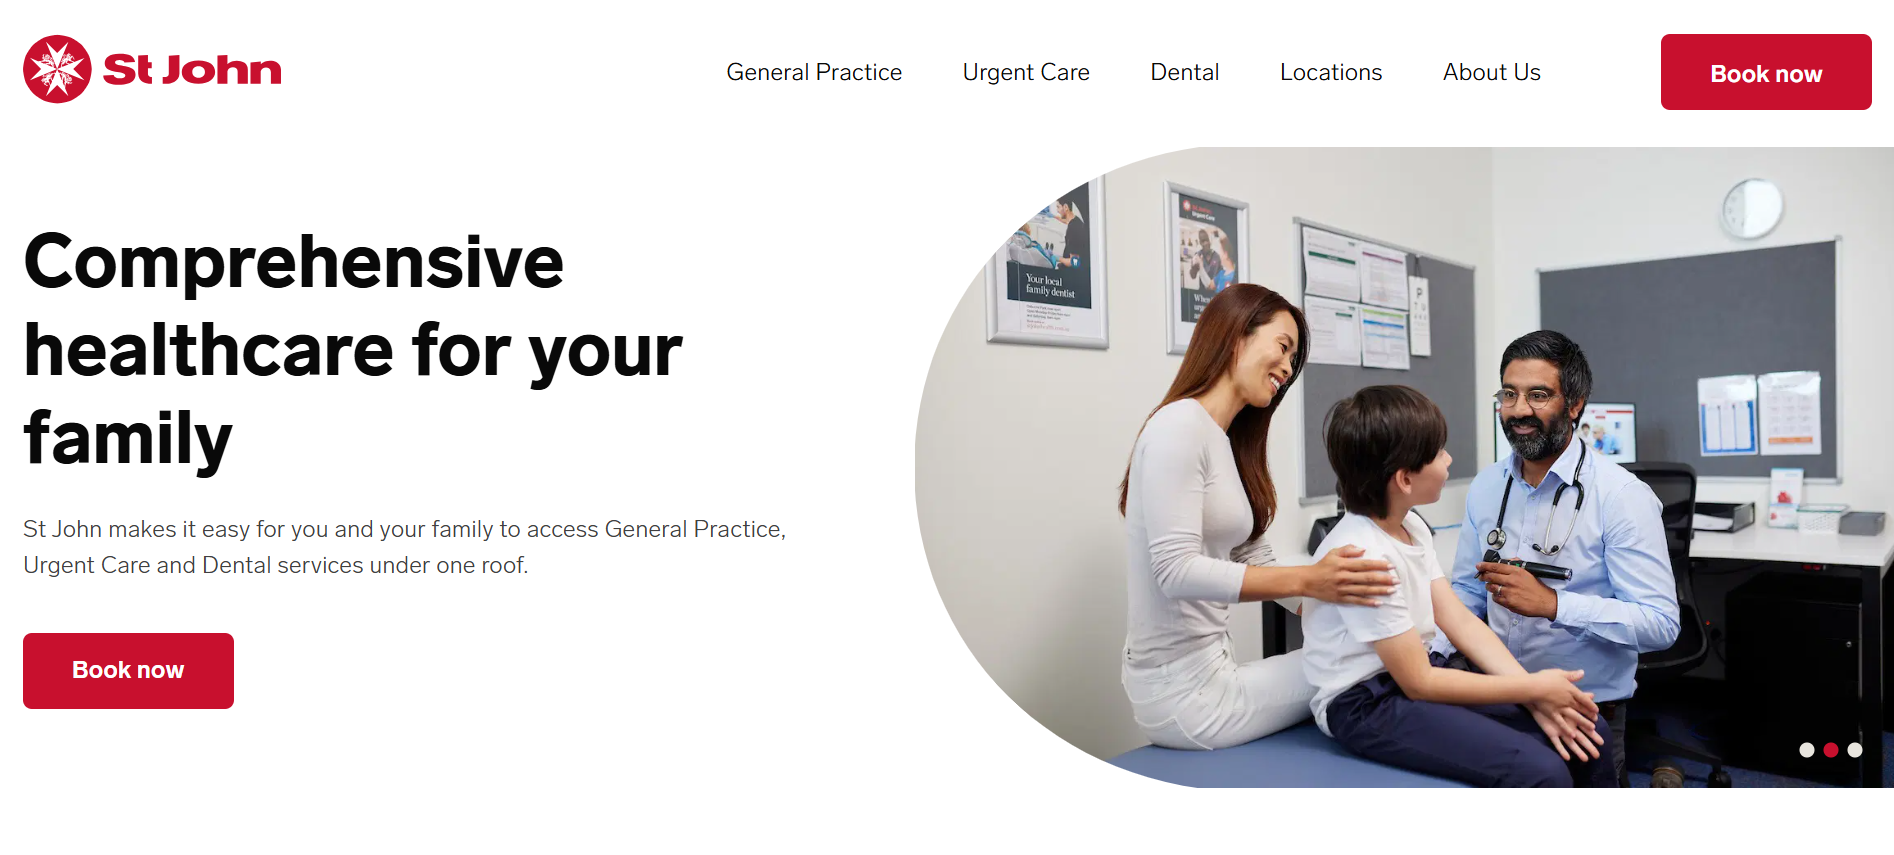 St John
General Practice
Urgent Care
Dental
Locations
About Us
Book now
Comprehensive
healthcare for your
family
St John makes it easy for you and your family to access General Practice,
Urgent Care and Dental services under one roof.
Book now
Your local
family dentist
Urgent Care
P